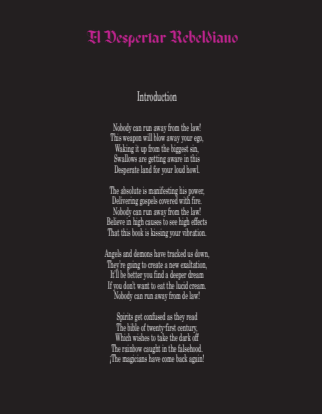 El Despertar Rebeldiano
Introduction
Nobody can run away from the law!
This weapon will blow away your ego,
Waking it up from the biggest sin,
Swallows are getting aware in this
Desperate land for your loud howl.
The absolute is manifesting his power,
Delivering gospels covered with fire.
Nobody can run away from the law!
Believe in high causes to see high effects
That this book is kissing your vibration.
Angels and demons have tracked us down,
They're going to create a new exaltation,
It'll be better you find a deeper dream
If you don't want to eat the lucid cream.
Nobody can run away from de law!
Spirits get confused as they read
The bible of twenty-first century,
Which wishes to take the dark off
The rainbow caught in the falsehood.
¡The magicians have come back again!